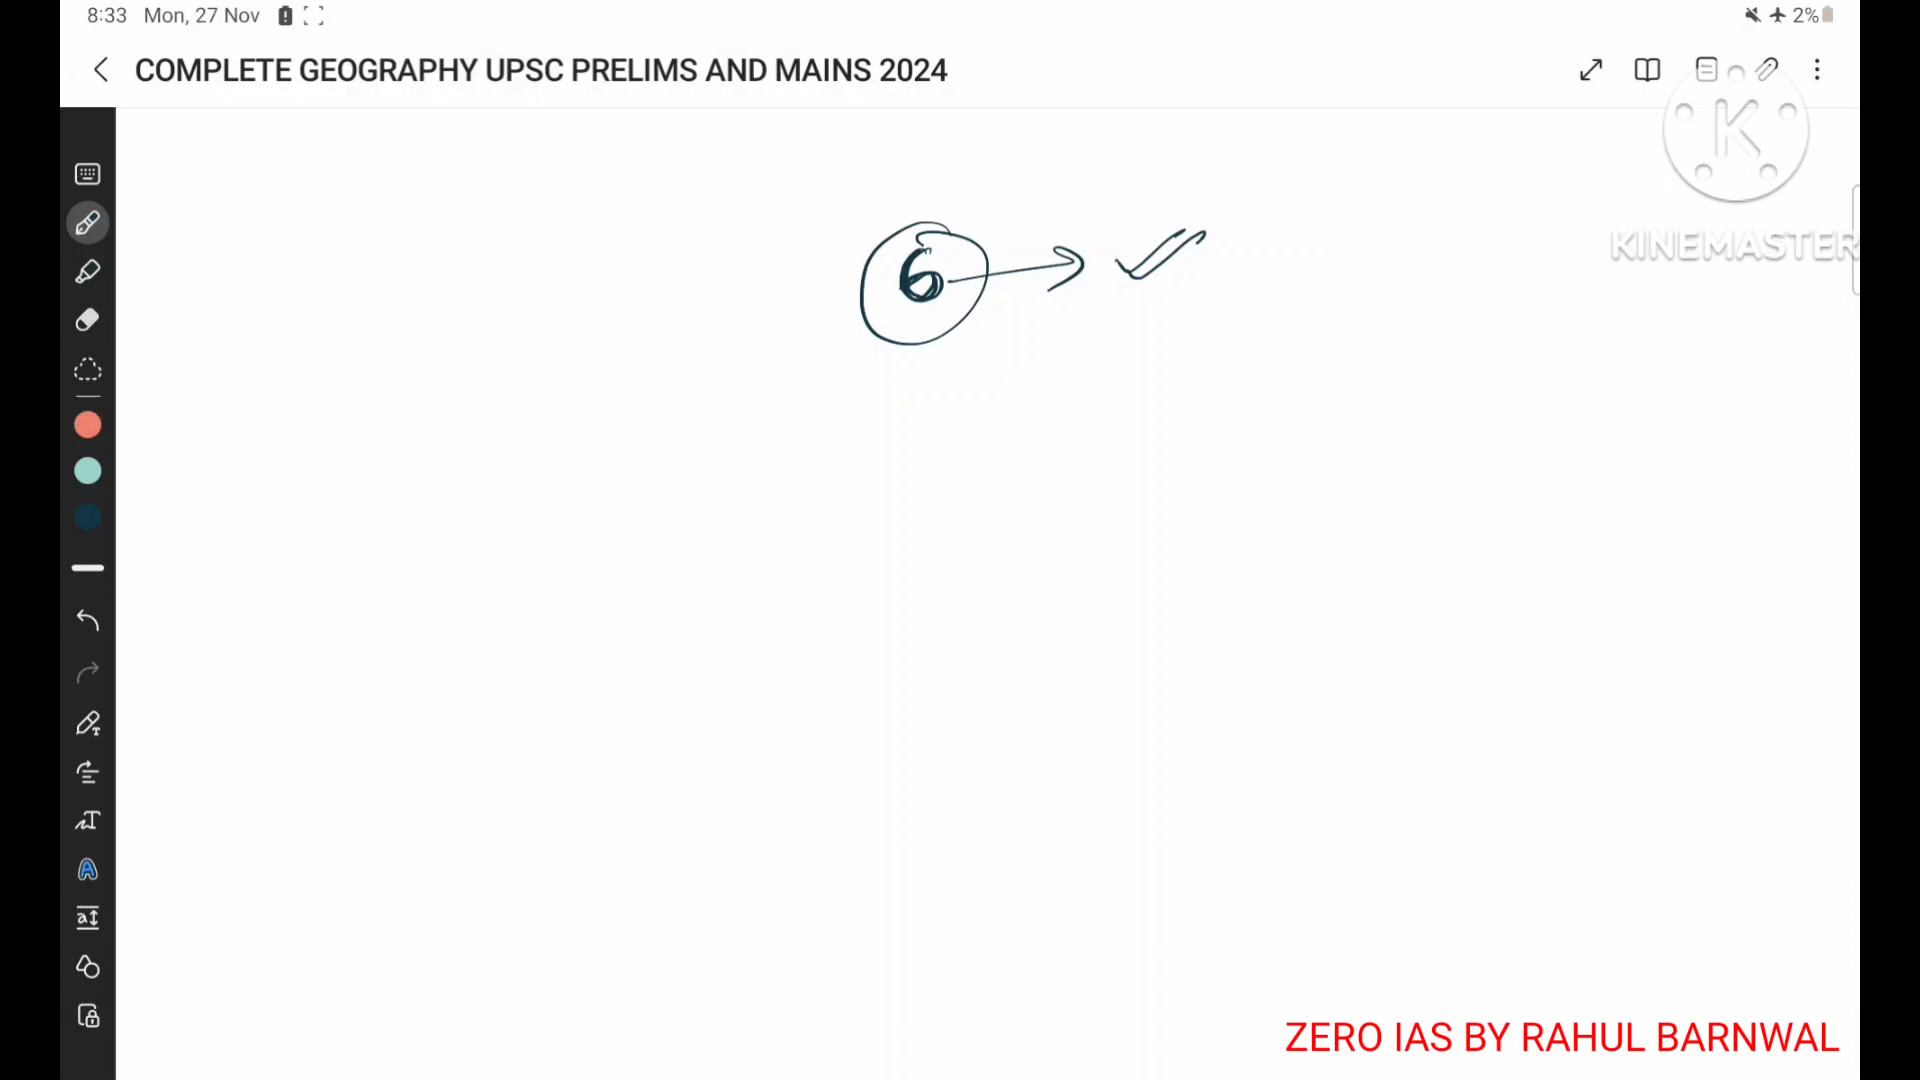 8:33 Mon, 27 Nov 2%
COMPLETE GEOGRAPHY UPSC PRELIMS AND MAINS 2024
K
KINEMASTER
6
ZERO IAS BY RAHUL BARNWAL